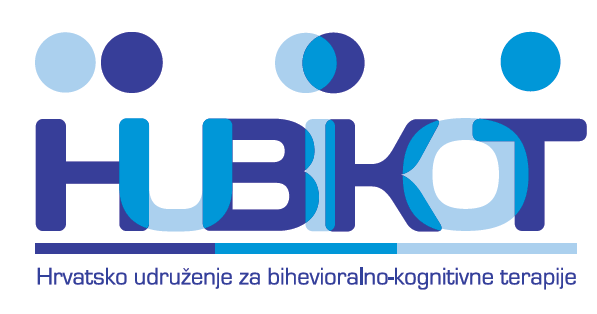 HUBIKOT
Hrvatsko udruženje za bihevioralno-kognitivne terapije